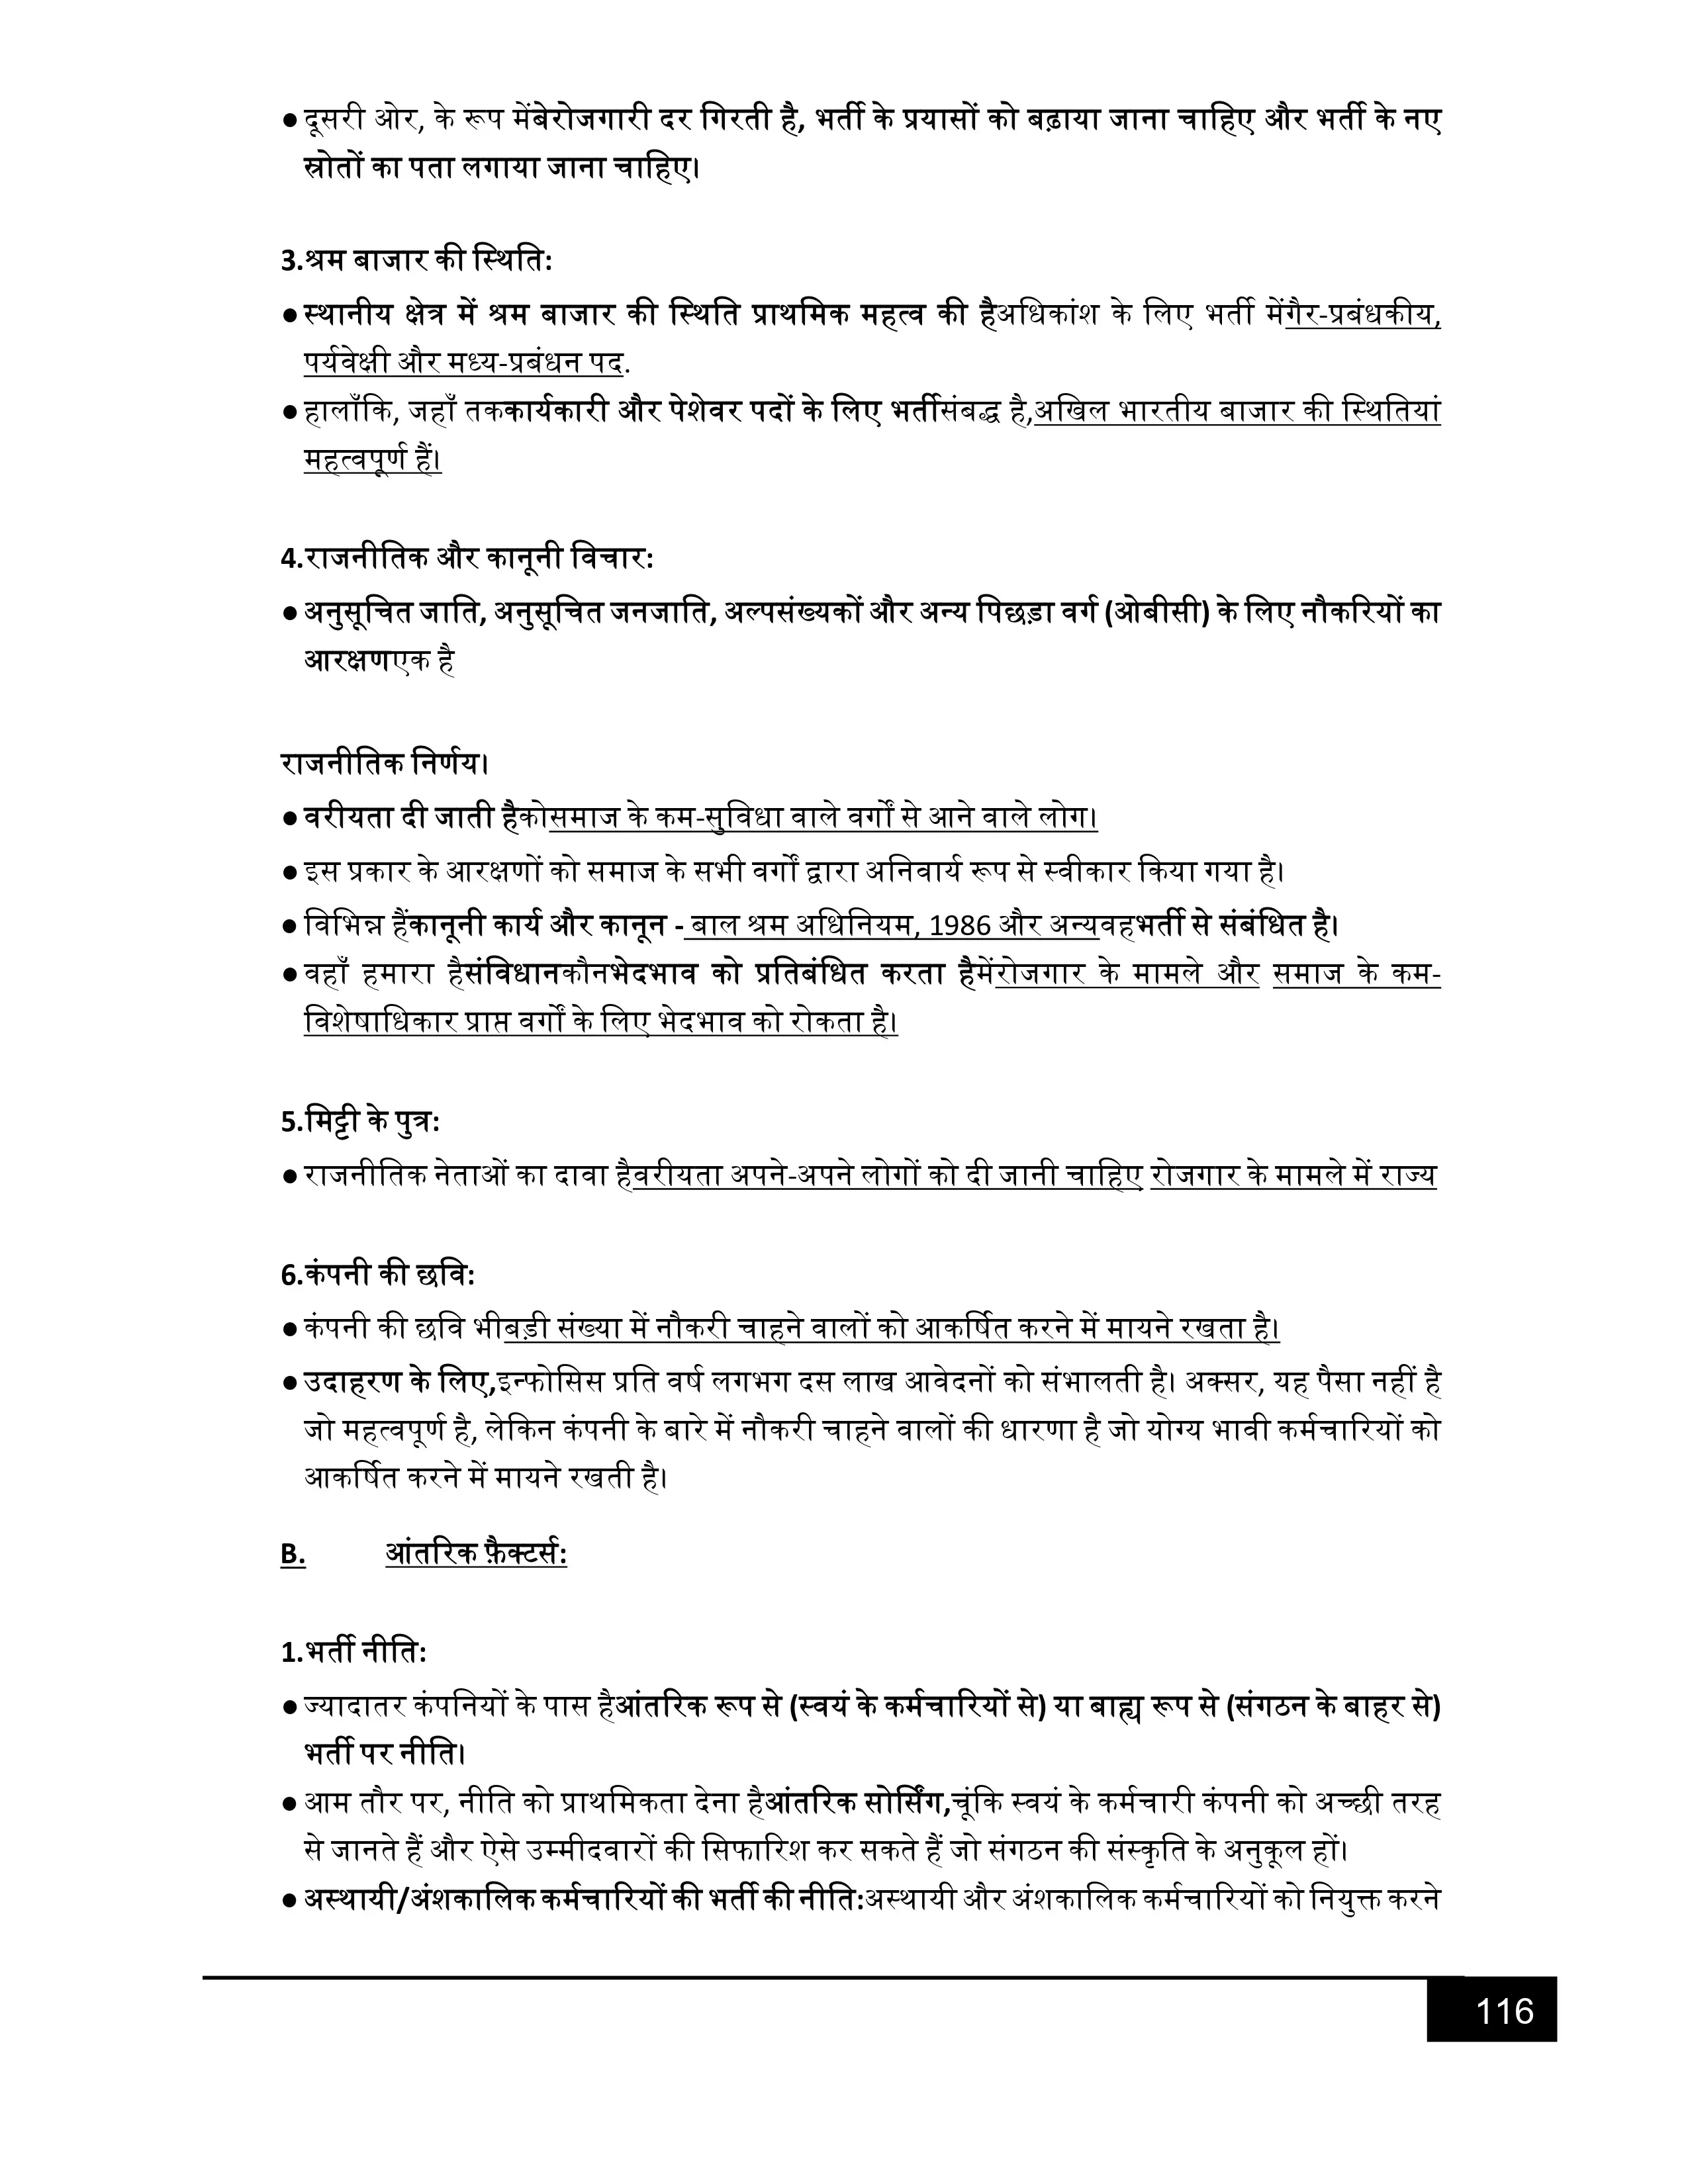 ● दूसरी ओर, के रूप मेंबेरोजगारी दर गिरती है, भर्ती के प्रयासों को बढ़ाया जाना चाहिए और भर्ती के नए
स्रोतों का पता लगाया जाना चाहिए।
3.श्रम बाजार की स्थिति:
● स्थानीय क्षेत्र में श्रम बाजार की स्थिति प्राथमिक महत्व की हैअधिकांश के लिए भर्ती मेंगैर-प्रबंधकीय,
पर्यवेक्षी और मध्य-प्रबंधन पद.
● हालाँकि, जहाँ तककार्यकारी और पेशेवर पदों के लिए भर्तीसंबद्ध है,अखिल भारतीय बाजार की स्थितियां
महत्वपूर्ण हैं।
4.राजनीतिक और कानूनी विचार:
● अनुसूचित जाति, अनुसूचित जनजाति, अल्पसंख्यकों और अन्य पिछड़ा वर्ग (ओबीसी) के लिए नौकरियों का
आरक्षणएक है
राजनीतिक निर्णय।
● वरीयता दी जाती हैकोसमाज के कम-सुविधा वाले वर्गों से आने वाले लोग।
● इस प्रकार के आरक्षणों को समाज के सभी वर्गों द्वारा अनिवार्य रूप से स्वीकार किया गया है।
● विभिन्न हैंकानूनी कार्य और कानून - बाल श्रम अधिनियम, 1986 और अन्यवहभर्ती से संबंधित है।
● वहाँ हमारा हैसंविधानकौनभेदभाव को प्रतिबंधित करता हैमेंरोजगार के मामले और समाज के कम-
विशेषाधिकार प्राप्त वर्गों के लिए भेदभाव को रोकता है।
5.मिट्टी के पुत्र:
● राजनीतिक नेताओं का दावा हैवरीयता अपने-अपने लोगों को दी जानी चाहिए रोजगार के मामले में राज्य
6.कंपनी की छवि:
● कंपनी की छवि भीबड़ी संख्या में नौकरी चाहने वालों को आकर्षित करने में मायने रखता है।
● उदाहरण के लिए,इन्फोसिस प्रति वर्ष लगभग दस लाख आवेदनों को संभालती है। अक्सर, यह पैसा नहीं है
जो महत्वपूर्ण है, लेकिन कंपनी के बारे में नौकरी चाहने वालों की धारणा है जो योग्य भावी कर्मचारियों को
आकर्षित करने में मायने रखती है।
B. आंतरिक फ़ैक्टर्स:
1.भर्ती नीति:
● ज्यादातर कंपनियों के पास हैआंतरिक रूप से (स्वयं के कर्मचारियों से) या बाह्य रूप से (संगठन के बाहर से)
भर्ती पर नीति।
● आम तौर पर, नीति को प्राथमिकता देना हैआंतरिक सोर्सिंग,चूंकि स्वयं के कर्मचारी कंपनी को अच्छी तरह
से जानते हैं और ऐसे उम्मीदवारों की सिफारिश कर सकते हैं जो संगठन की संस्कृति के अनुकूल हों।
● अस्थायी/अंशकालिक कर्मचारियों की भर्ती की नीति:अस्थायी और अंशकालिक कर्मचारियों को नियुक्त करने
116